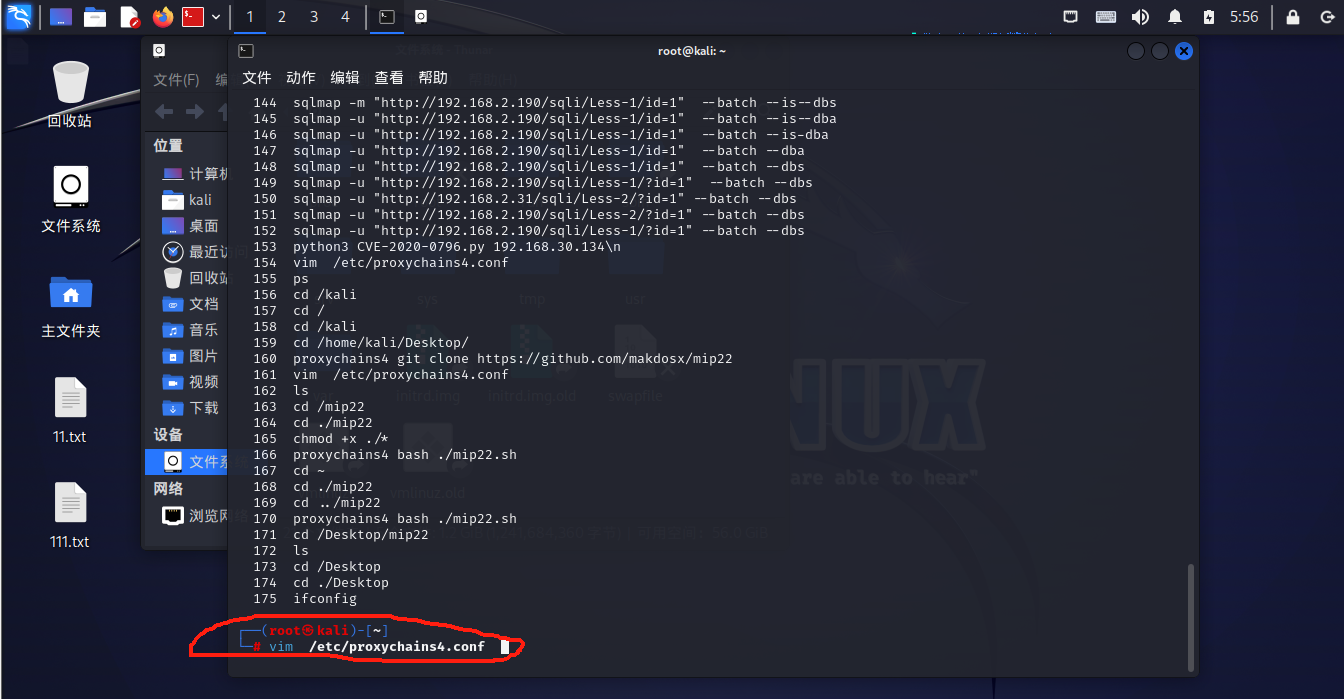 1 2 3 4 5:56
root@kali: ~
文件 动作 编辑 查看 帮助
文件(F)
位置
计算机
kali
桌面
回收站
文档
音乐
图片
视频
下载
设备
网络
回收站
文件系统
主文件夹
11.txt
111.txt
144 sqlmap -m "http://192.168.2.190/sqli/Less-1/id=1"  --batch --is--dbs
145 sqlmap -u "http://192.168.2.190/sqli/Less-1/id=1"  --batch --is--dba
146 sqlmap -u "http://192.168.2.190/sqli/Less-1/id=1"  --batch --is-dba
147 sqlmap -u "http://192.168.2.190/sqli/Less-1/id=1"  --batch --dba
148 sqlmap -u "http://192.168.2.190/sqli/Less-1/id=1"  --batch --dbs
149 sqlmap -u "http://192.168.2.190/sqli/Less-1/?id=1"  --batch --dbs
150 sqlmap -u "http://192.168.2.31/sqli/Less-2/?id=1" --batch --dbs
151 sqlmap -u "http://192.168.2.190/sqli/Less-2/?id=1" --batch --dbs
152 sqlmap -u "http://192.168.2.190/sqli/Less-1/?id=1" --batch --dbs
153 python3 CVE-2020-0796.py 192.168.30.134\n
154 vim  /etc/proxychains4.conf
155 ps
156 cd /kali
157 cd /
158 cd /kali
159 cd /home/kali/Desktop/
160 proxychains4 git clone https://github.com/makdosx/mip22
161 vim  /etc/proxychains4.conf
162 ls
163 cd /mip22
164 cd ./mip22
165 chmod +x ./*
166 proxychains4 bash ./mip22.sh
167 cd ~
168 cd ./mip22
169 cd ../mip22
170 proxychains4 bash ./mip22.sh
171 cd /Desktop/mip22
172 ls
173 cd /Desktop
174 cd ./Desktop
175 ifconfig
┌──(root㉿kali)-[~]
└─# vim  /etc/proxychains4.conf
are able to hear"